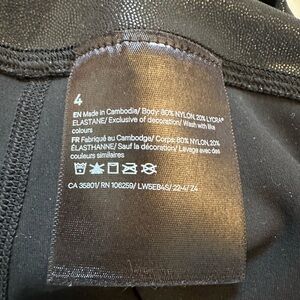 4
EN Made in Cambodia/ Body: 80% NYLON, 20% LYCRA®
ELASTANE/ Exclusive of decoration/ Wash with like
colours
FR Fabriqué au Cambodge/ Corps: 80% NYLON, 20%
ÉLASTHANNE/ Sauf la décoration/ Lavage avec des
couleurs similaires
CA 35801/ RN 106259/ LW5EB4S/ 22-4/ Z4